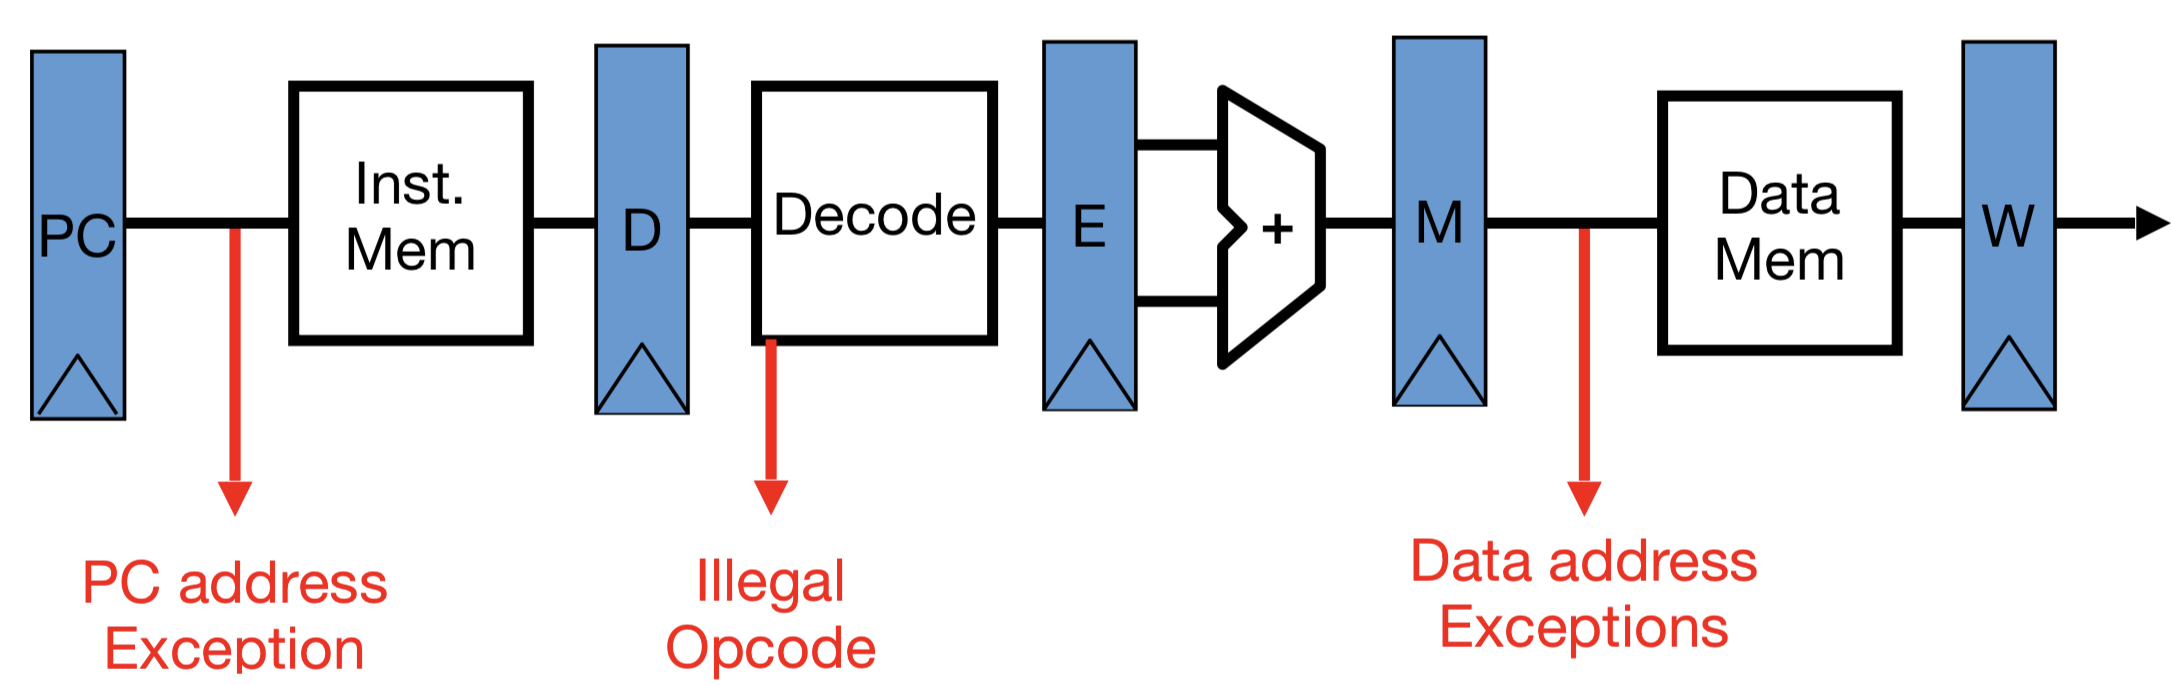 PC
Inst.
Mem
D
Decode
E
+
M
Data
Mem
W
PC address
Exception
Illegal
Opcode
Data address
Exceptions